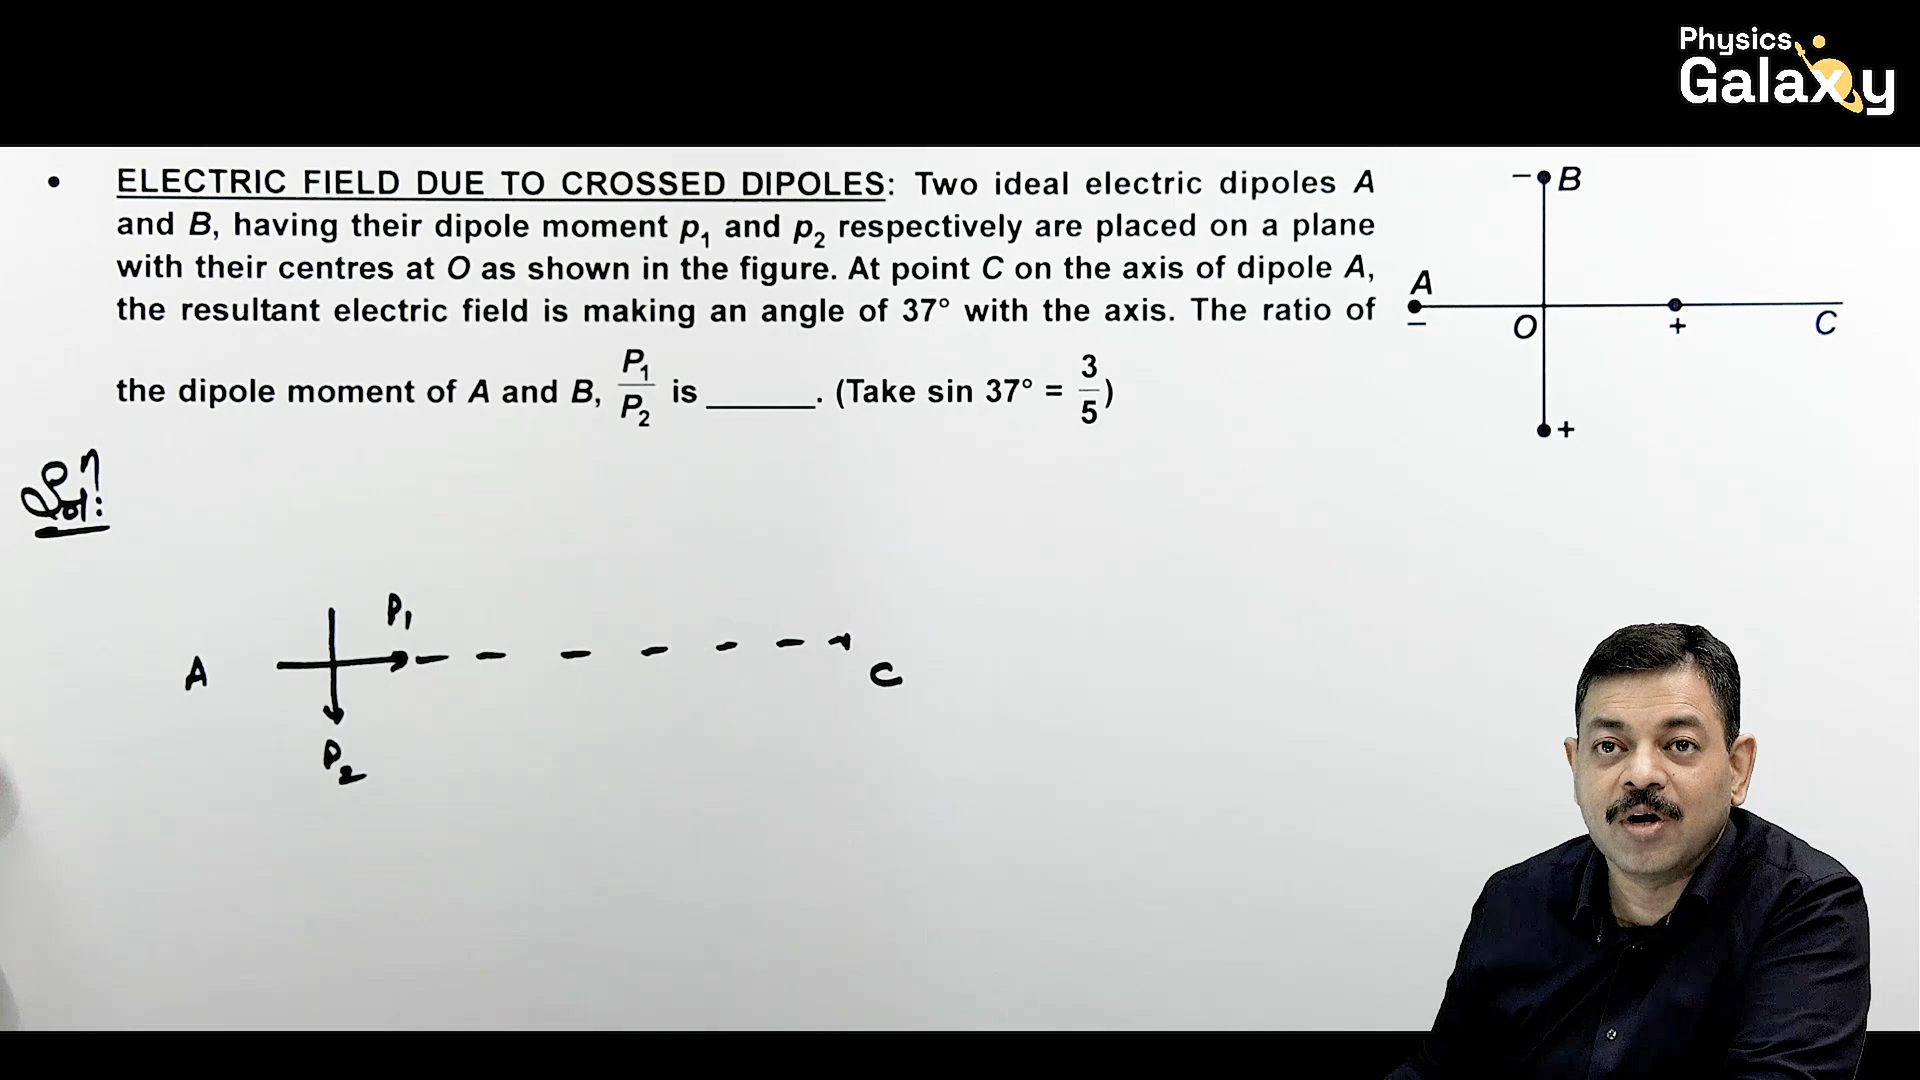 Physics
Galaxy
• ELECTRIC FIELD DUE TO CROSSED DIPOLES: Two ideal electric dipoles A
and B, having their dipole moment p₁ and p₂ respectively are placed on a plane
with their centres at O as shown in the figure. At point C on the axis of dipole A,
the resultant electric field is making an angle of 37° with the axis. The ratio of
the dipole moment of A and B, P₁/P₂ is ______. (Take sin 37° = 3/5)
− B
A
−
O
+
C
+
Solⁿ:
P₁
A
C
P₂